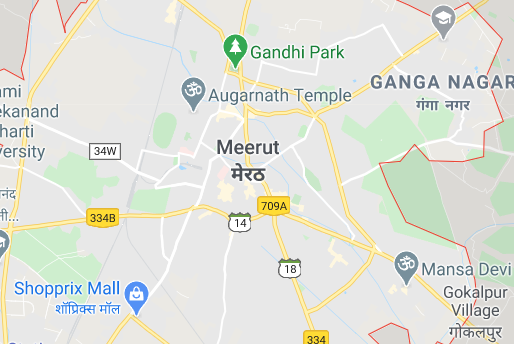 Gandhi Park
GANGA NAGAR
गंगा नगर
Augarnath Temple
ekanand
harti
versity
34W
Meerut
मेरठ
709A
334B
14
18
Mansa Devi
Gokalpur
Village
गोकलपुर
Shopprix Mall
शॉप्रिक्स मॉल
334